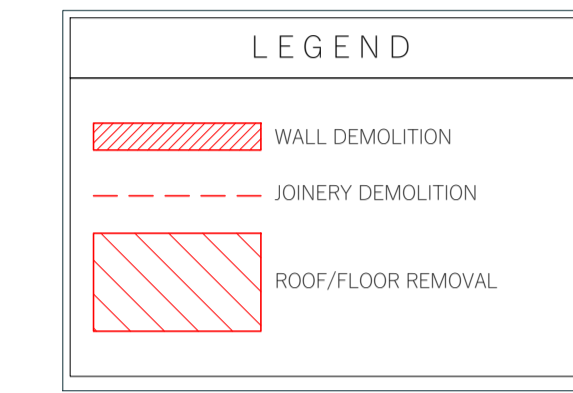 LEGEND
WALL DEMOLITION
JOINERY DEMOLITION
ROOF/FLOOR REMOVAL